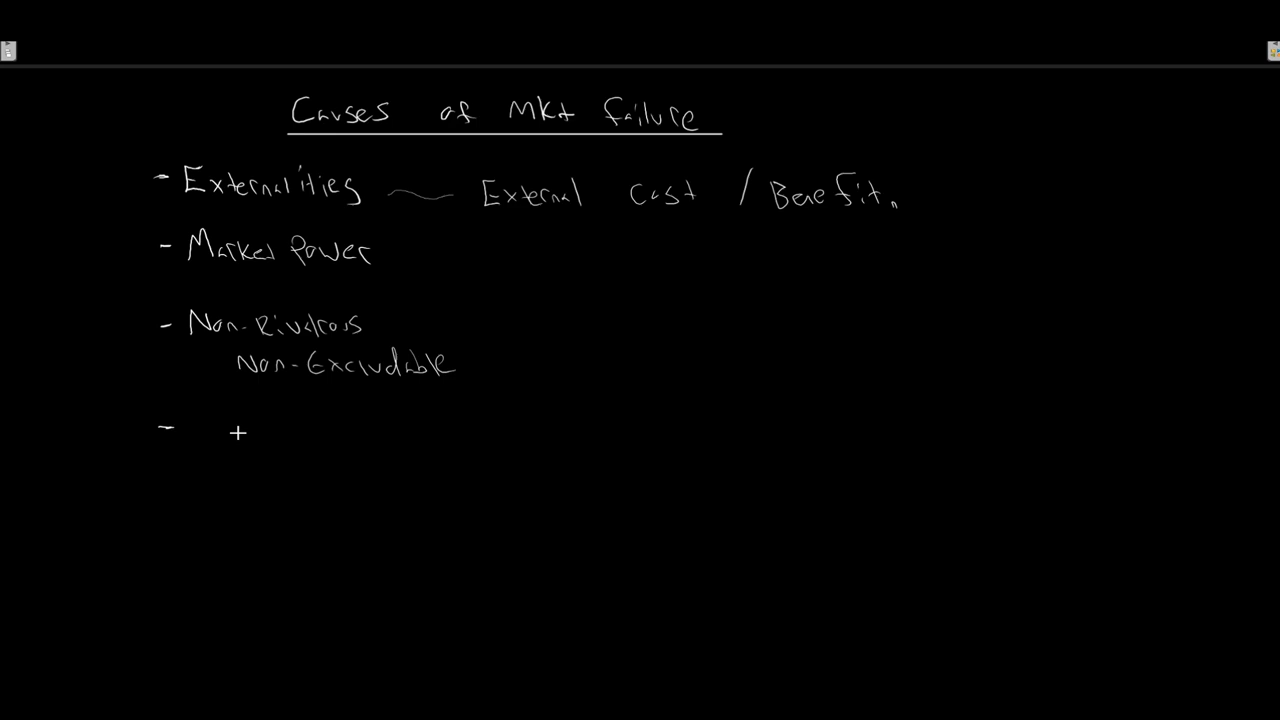 Causes of Mkt Failure
- Externalities ~ External Cost / Benefit.
- Market Power
- Non-Rivalrous
Non-Excludable
-